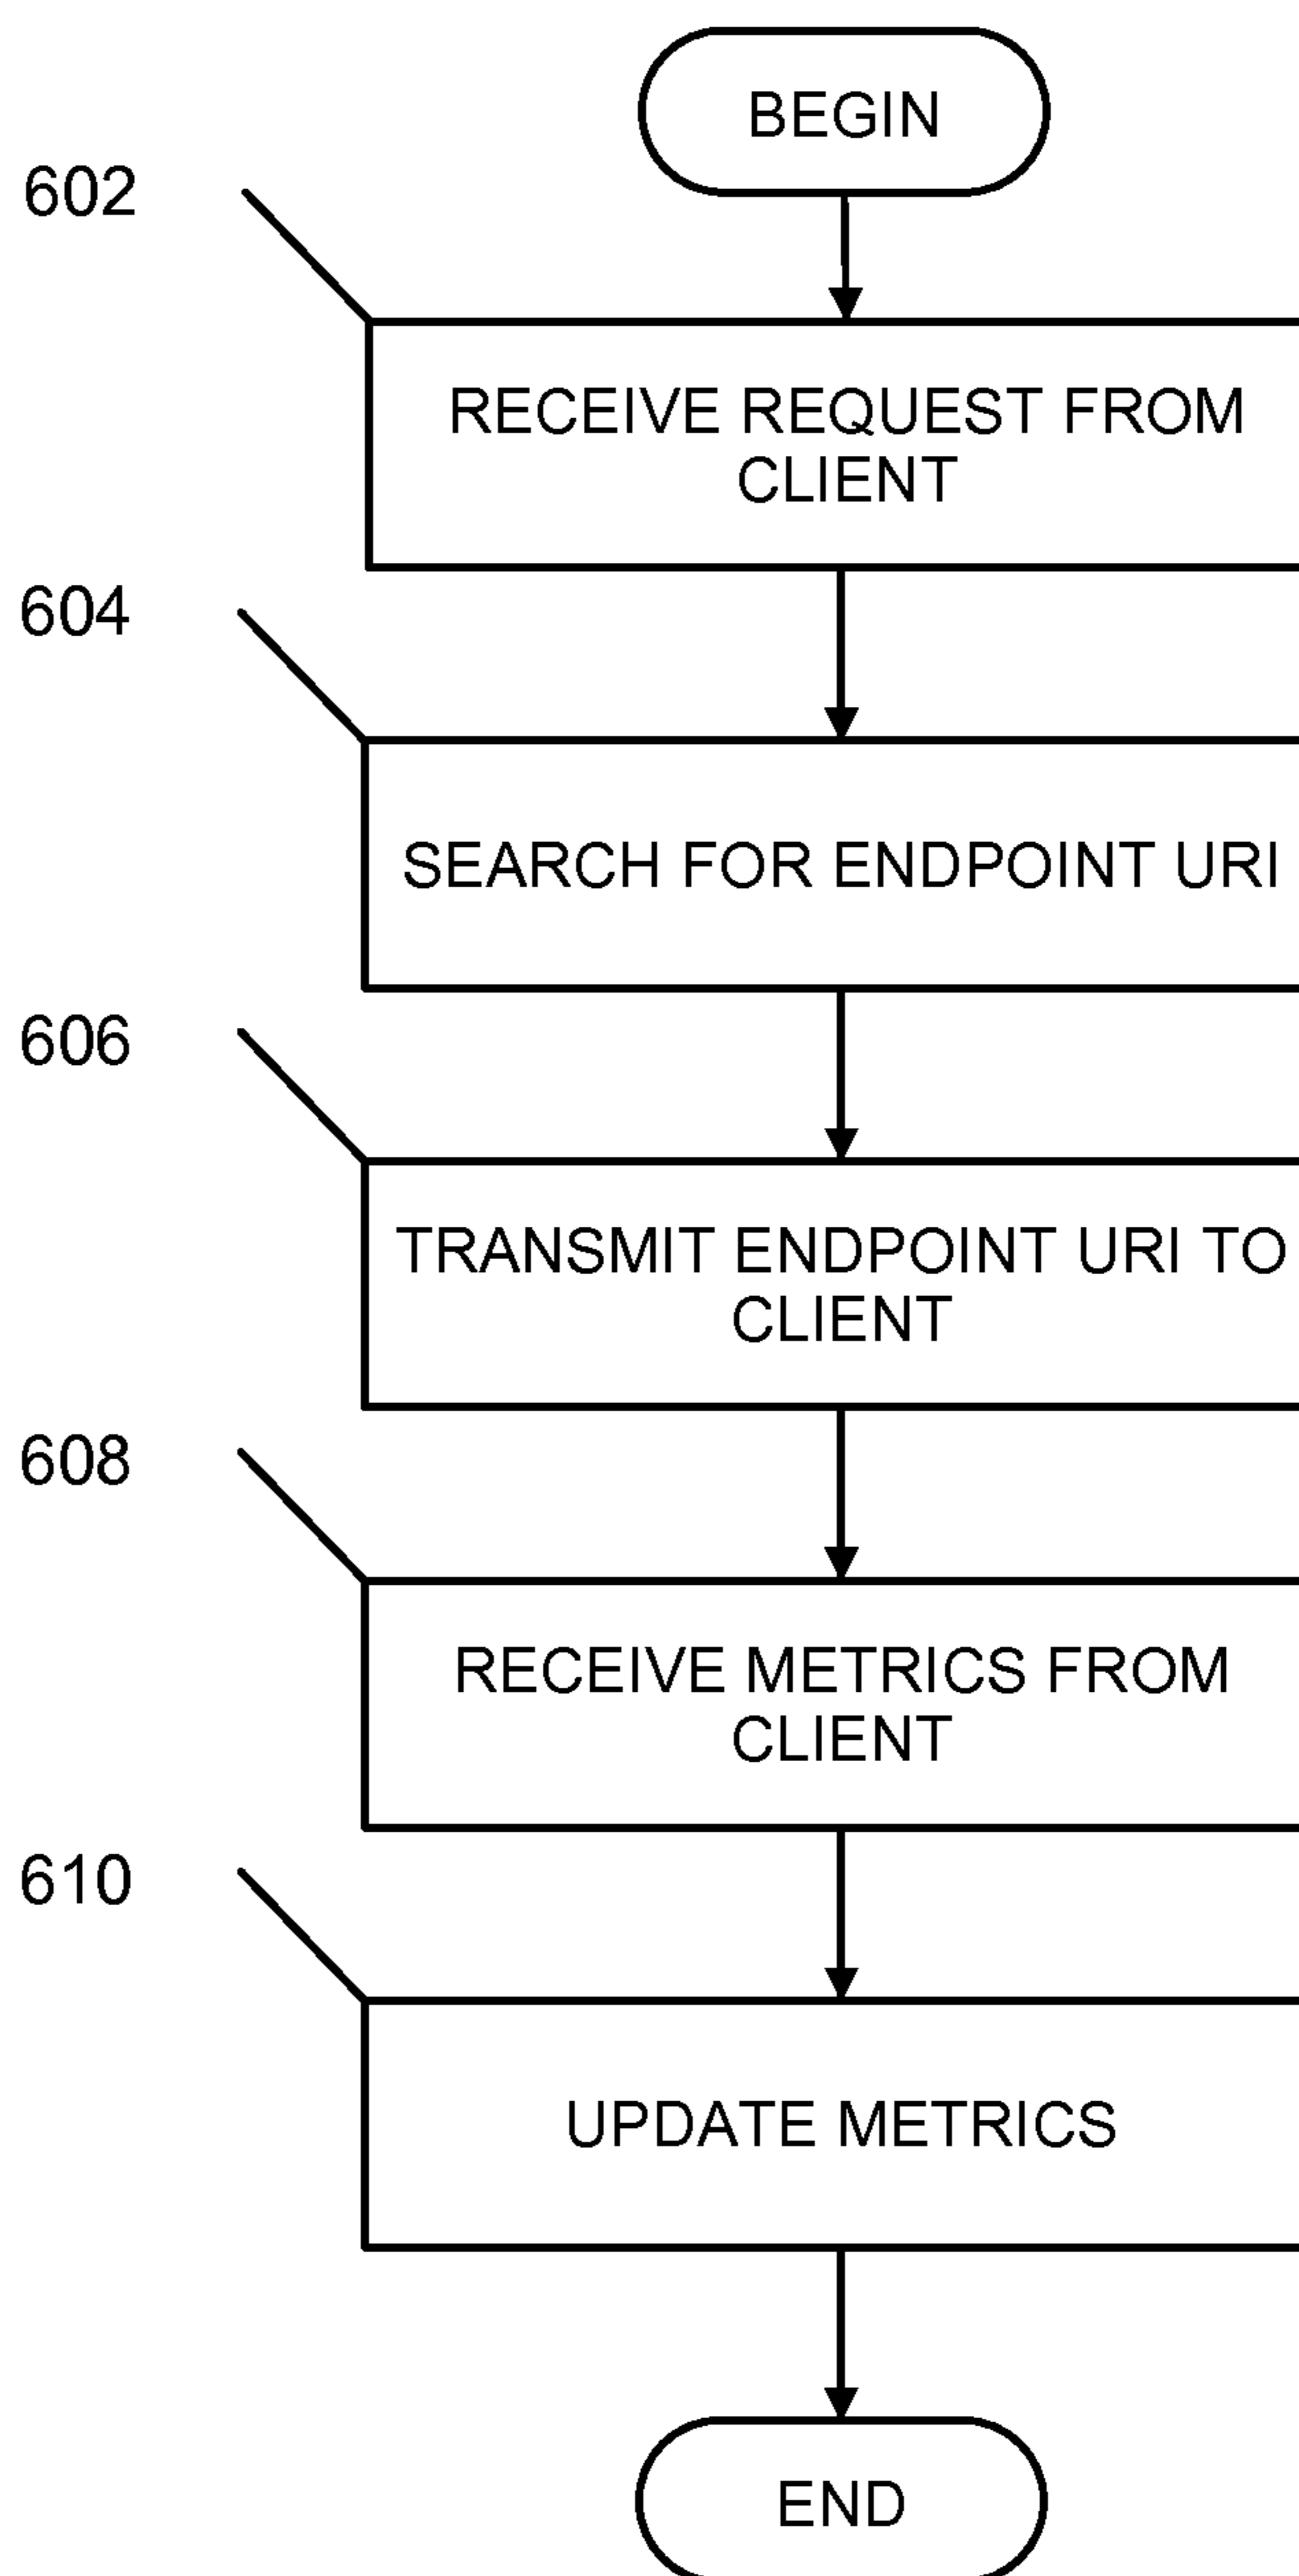 BEGIN
602
RECEIVE REQUEST FROM
CLIENT
604
SEARCH FOR ENDPOINT URI
606
TRANSMIT ENDPOINT URI TO
CLIENT
608
RECEIVE METRICS FROM
CLIENT
610
UPDATE METRICS
END